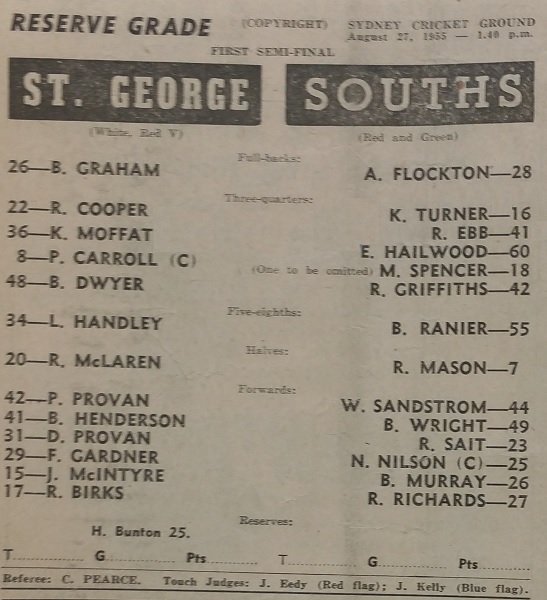 RESERVE GRADE (COPYRIGHT) SYDNEY CRICKET GROUND
August 27, 1955 — 1.40 p.m.
FIRST SEMI-FINAL
ST. GEORGE SOUTHS
(White, Red V) (Red and Green)
Full-backs:
26—B. GRAHAM A. FLOCKTON—28
Three-quarters:
22—R. COOPER K. TURNER—16
36—K. MOFFAT R. EBB—41
8—P. CARROLL (C) E. HAILWOOD—60
(One to be omitted) M. SPENCER—18
48—B. DWYER R. GRIFFITHS—42
Five-eighths:
34—L. HANDLEY B. RANIER—55
Halves:
20—R. McLAREN R. MASON—7
Forwards:
42—P. PROVAN W. SANDSTROM—44
41—B. HENDERSON B. WRIGHT—49
31—D. PROVAN R. SAIT—23
29—F. GARDNER N. NILSON (C)—25
15—J. McINTYRE B. MURRAY—26
17—R. BIRKS R. RICHARDS—27
Reserves:
H. Bunton 25.
T.................... G.................... Pts.................... T.................... G.................... Pts....................
Referee: C. PEARCE. Touch Judges: J. Eedy (Red flag); J. Kelly (Blue flag).